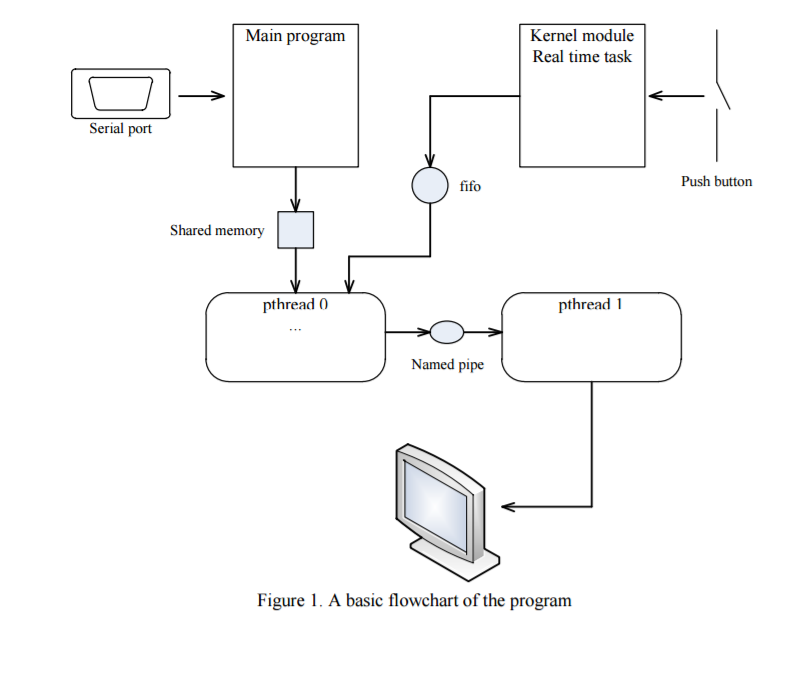 Main program
Kernel module
Real time task
Serial port
Push button
fifo
Shared memory
pthread 0
...
pthread 1
Named pipe
Figure 1. A basic flowchart of the program